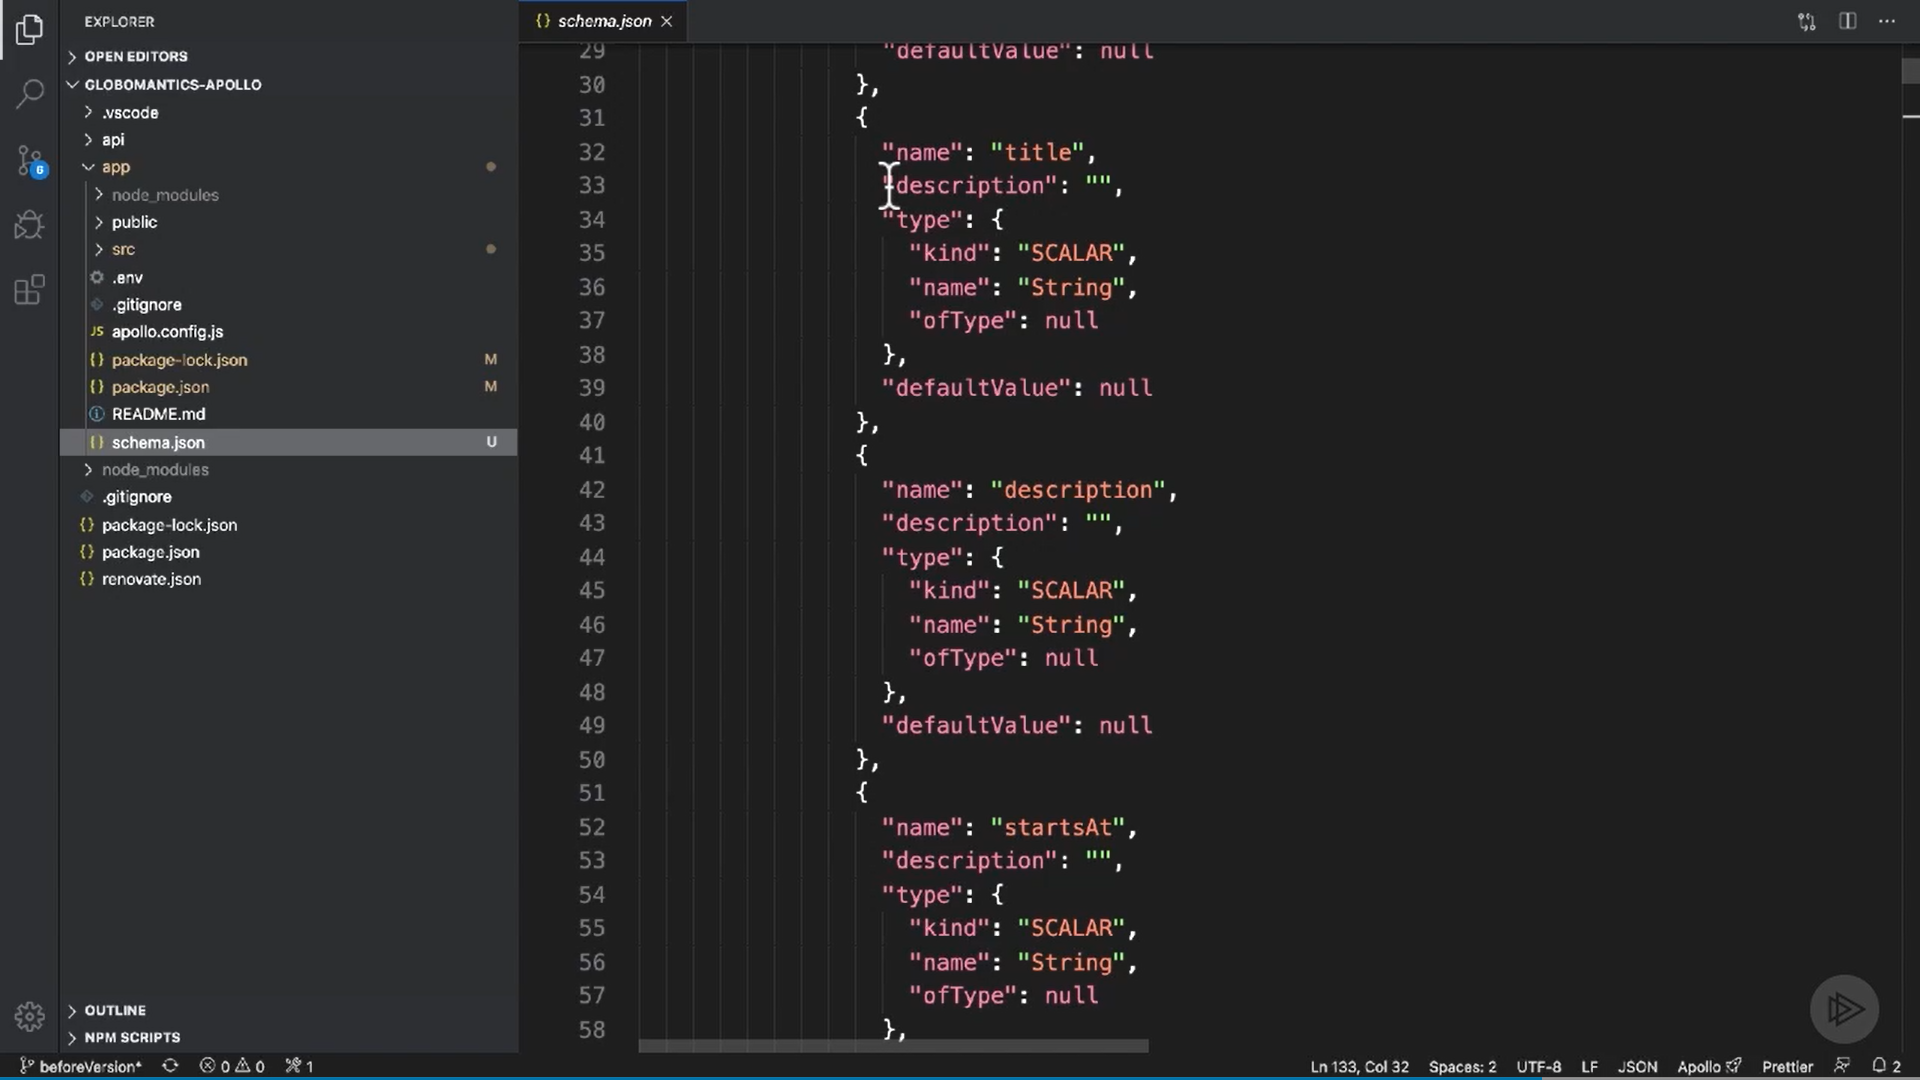 EXPLORER
OPEN EDITORS
GLOBOMANTICS-APOLLO
.vscode
api
app
node_modules
public
src
.env
.gitignore
JS apollo.config.js
{} package-lock.json M
{} package.json M
README.md
{} schema.json U
node_modules
.gitignore
{} package-lock.json
{} package.json
{} renovate.json
OUTLINE
NPM SCRIPTS
6
{} schema.json
29 "defaultValue": null
30 },
31 {
32 "name": "title",
33 "description": "",
34 "type": {
35 "kind": "SCALAR",
36 "name": "String",
37 "ofType": null
38 },
39 "defaultValue": null
40 },
41 {
42 "name": "description",
43 "description": "",
44 "type": {
45 "kind": "SCALAR",
46 "name": "String",
47 "ofType": null
48 },
49 "defaultValue": null
50 },
51 {
52 "name": "startsAt",
53 "description": "",
54 "type": {
55 "kind": "SCALAR",
56 "name": "String",
57 "ofType": null
58 },
beforeVersion* 0 0 1 Ln 133, Col 32 Spaces: 2 UTF-8 LF JSON Apollo Prettier 2